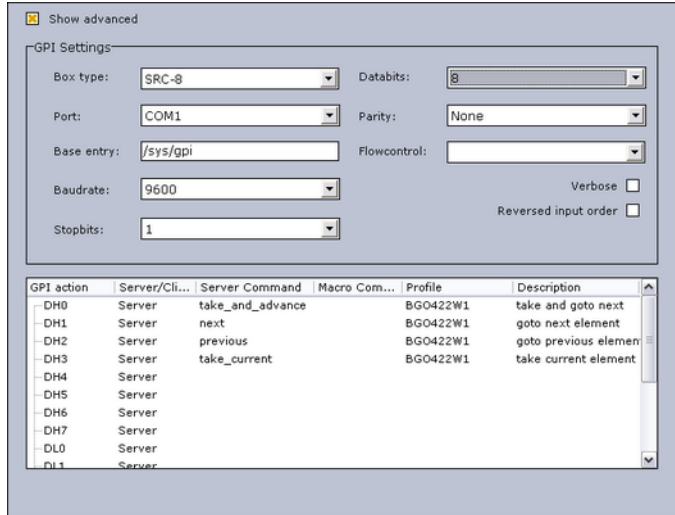 Show advanced
GPI Settings
Box type: SRC-8 Databits: 8
Port: COM1 Parity: None
Base entry: /sys/gpi Flowcontrol:
Baudrate: 9600 Verbose
Reversed input order
Stopbits: 1
GPI action Server/Cli... Server Command Macro Com... Profile Description
DH0 Server take_and_advance BGO422W1 take and goto next
DH1 Server next BGO422W1 goto next element
DH2 Server previous BGO422W1 goto previous elemen
DH3 Server take_current BGO422W1 take current element
DH4 Server
DH5 Server
DH6 Server
DH7 Server
DL0 Server
DL1 Server